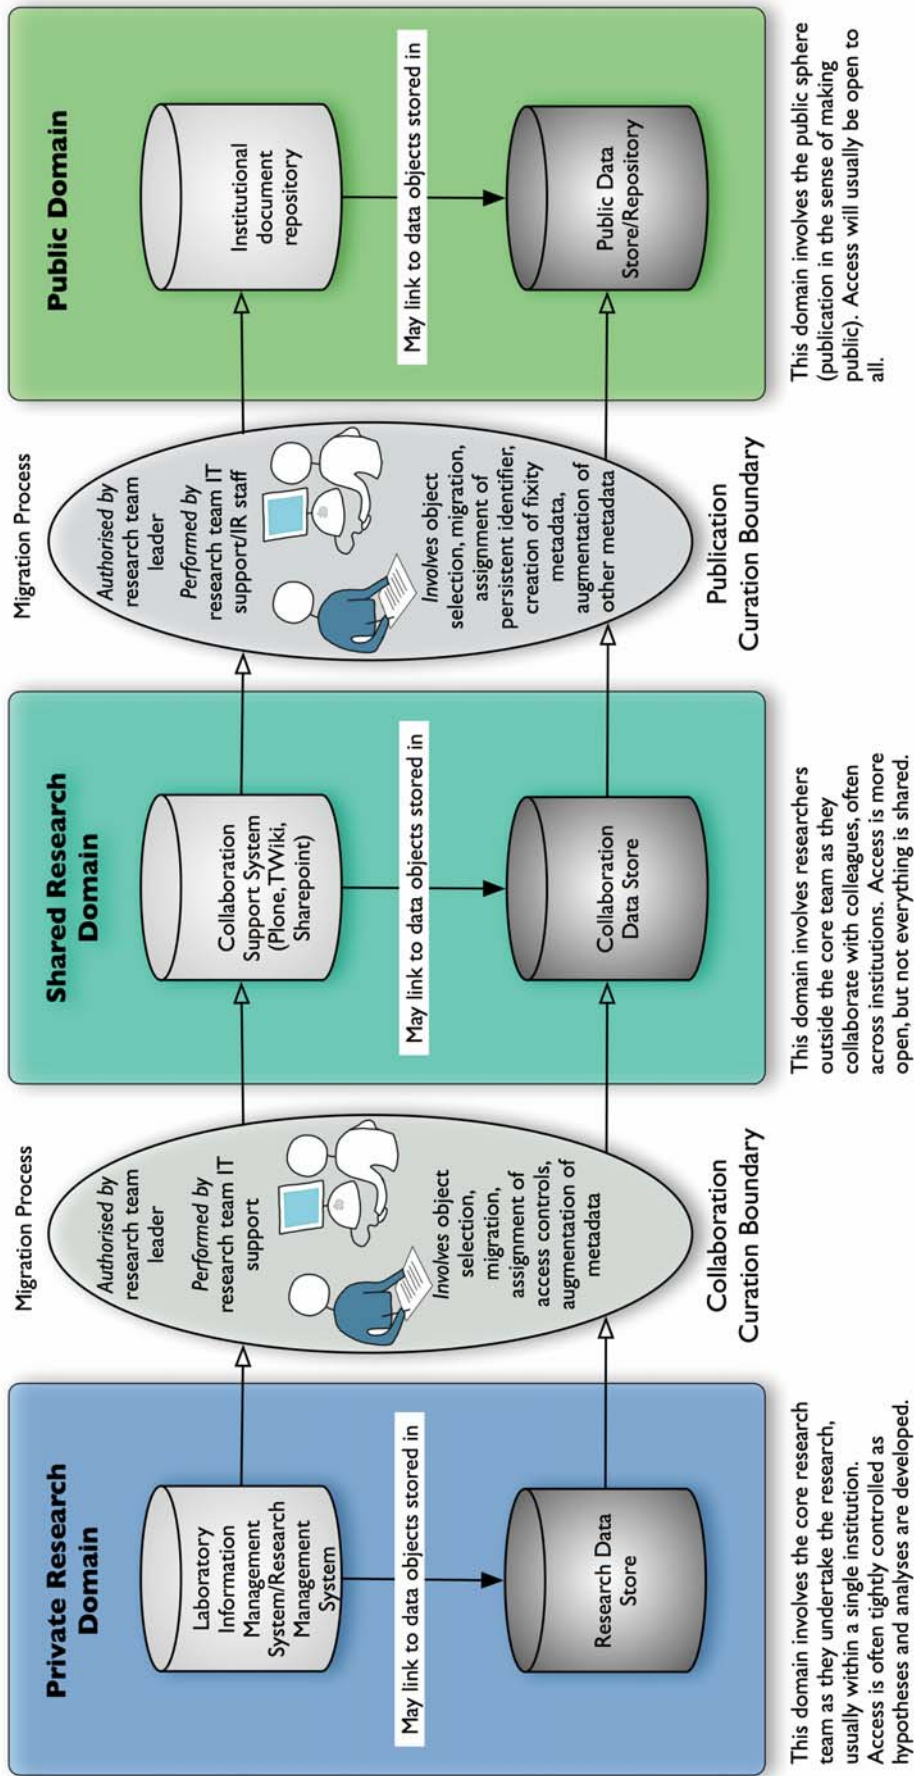 Private Research
Domain
Laboratory
Information
Management
System/Research
Management
System
May link to data objects stored in
Research Data
Store
This domain involves the core research
team as they undertake the research,
usually within a single institution.
Access is often tightly controlled as
hypotheses and analyses are developed.
Migration Process
Authorised by
research team
leader
Performed by
research team IT
support
Involves object
selection,
migration,
assignment of
access controls,
augmentation of
metadata
Collaboration
Curation Boundary
Shared Research
Domain
Collaboration
Support System
(Plone, TWiki,
Sharepoint)
May link to data objects stored in
Collaboration
Data Store
This domain involves researchers
outside the core team as they
collaborate with colleagues, often
across institutions. Access is more
open, but not everything is shared.
Migration Process
Authorised by
research team
leader
Performed by
research team IT
support/IR staff
Involves object
selection, migration,
assignment of
persistent identifier,
creation of fixity
metadata,
augmentation of
other metadata
Publication
Curation Boundary
Public Domain
Institutional
document
repository
May link to data objects stored in
Public Data
Store/Repository
This domain involves the public sphere
(publication in the sense of making
public). Access will usually be open to
all.